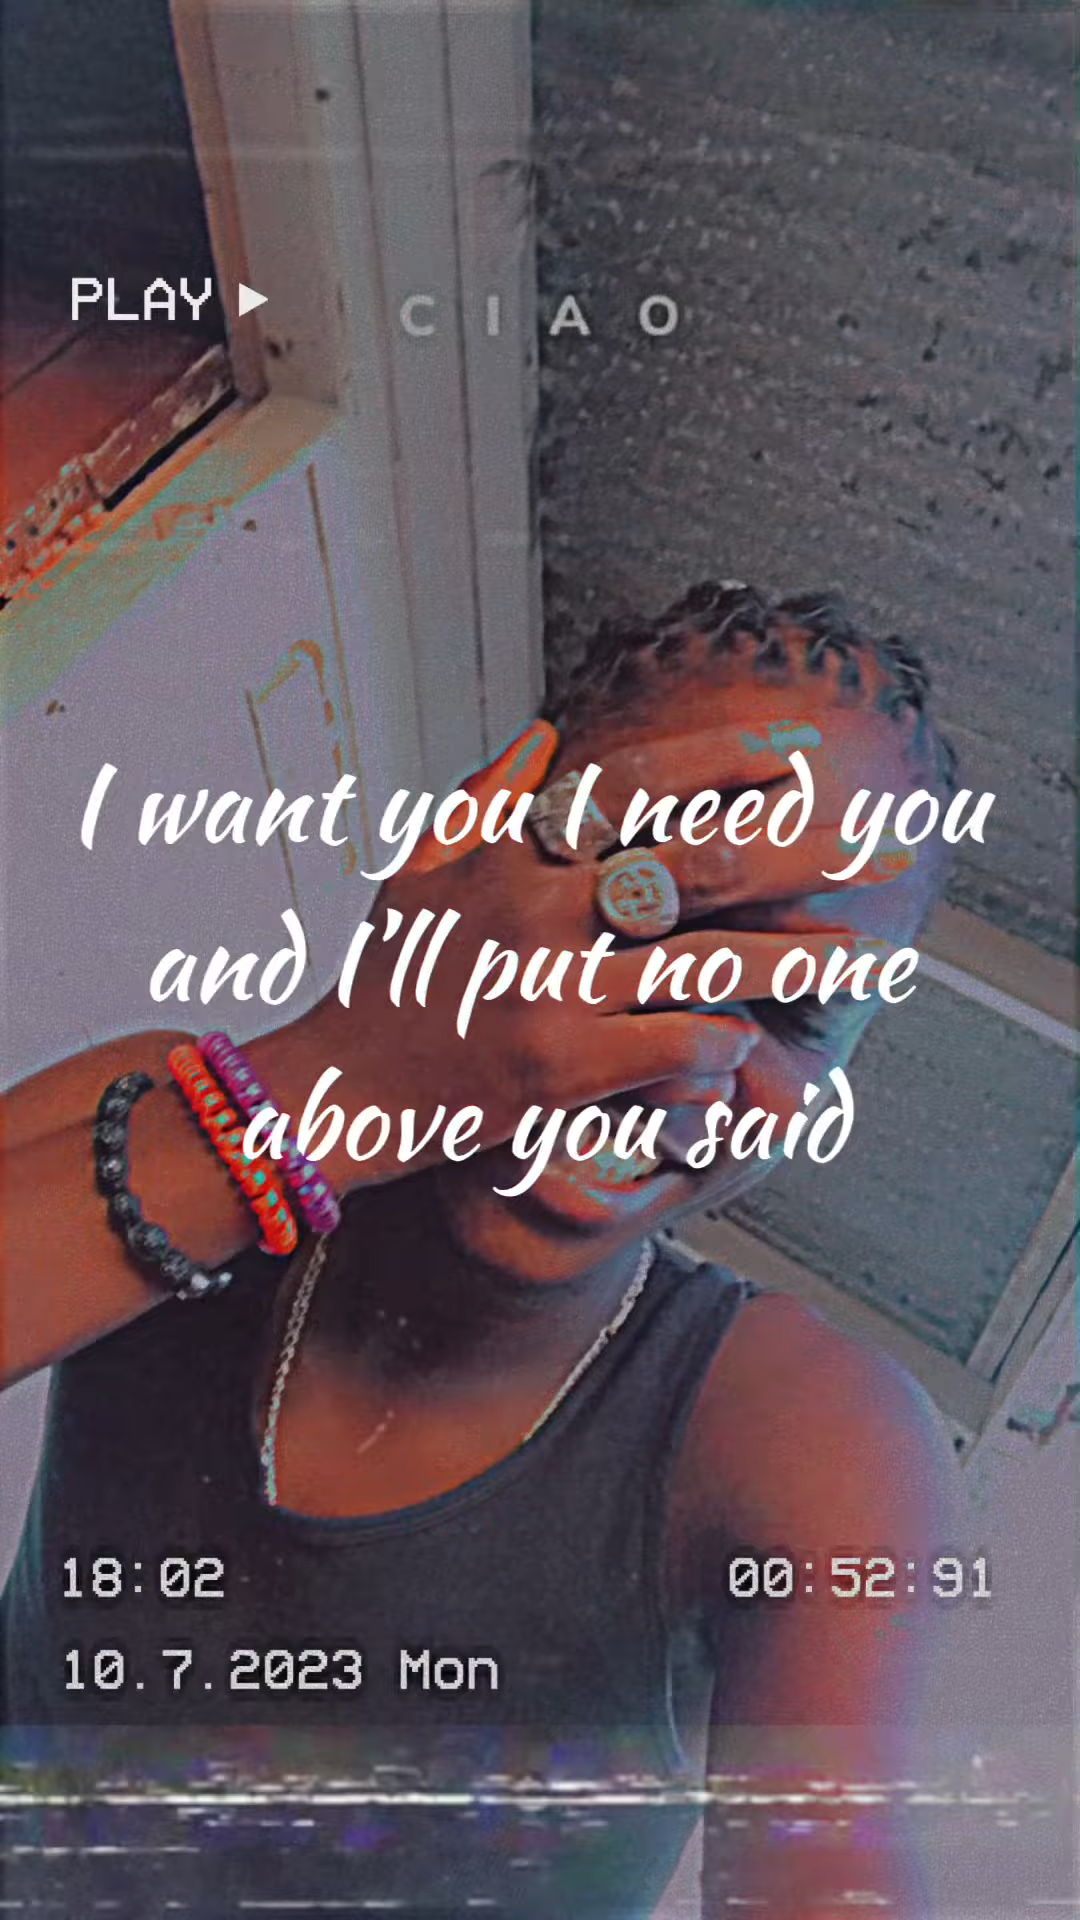 PLAY
C I A O
I want you I need you
and I'll put no one
above you said
18:02
00:52:91
10.7.2023 Mon